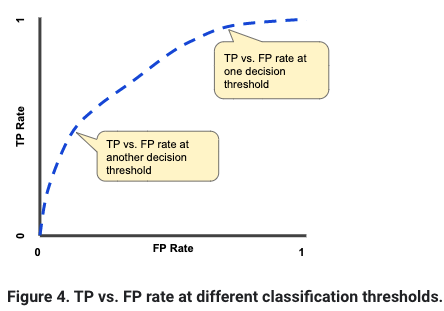 1
TP vs. FP rate at
one decision
threshold
TP Rate
TP vs. FP rate at
another decision
threshold
0
0
FP Rate
1
Figure 4. TP vs. FP rate at different classification thresholds.